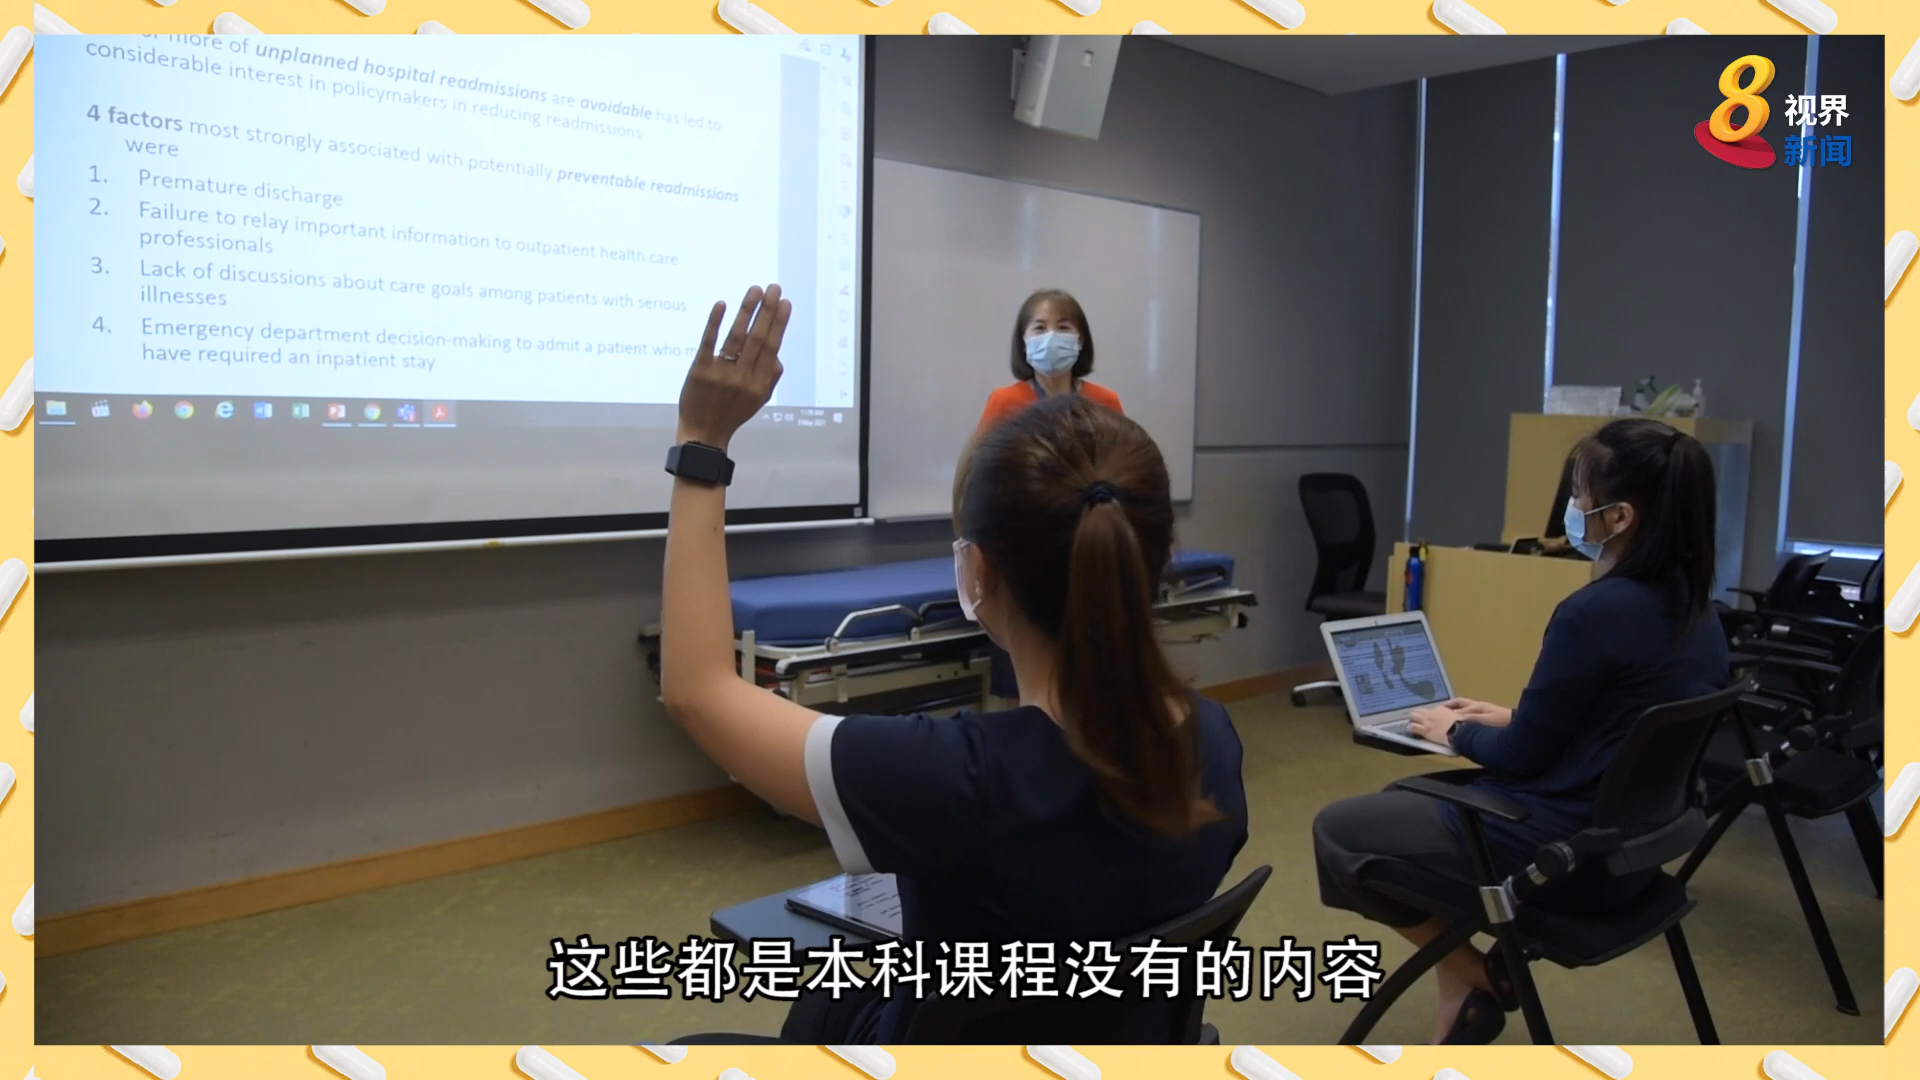 or more of unplanned hospital readmissions are avoidable has led to
considerable interest in policymakers in reducing readmissions
4 factors most strongly associated with potentially preventable readmissions
were
1. Premature discharge
2. Failure to relay important information to outpatient health care
professionals
3. Lack of discussions about care goals among patients with serious
illnesses
4. Emergency department decision-making to admit a patient who
have required an inpatient stay
8视界
新闻
这些都是本科课程没有的内容